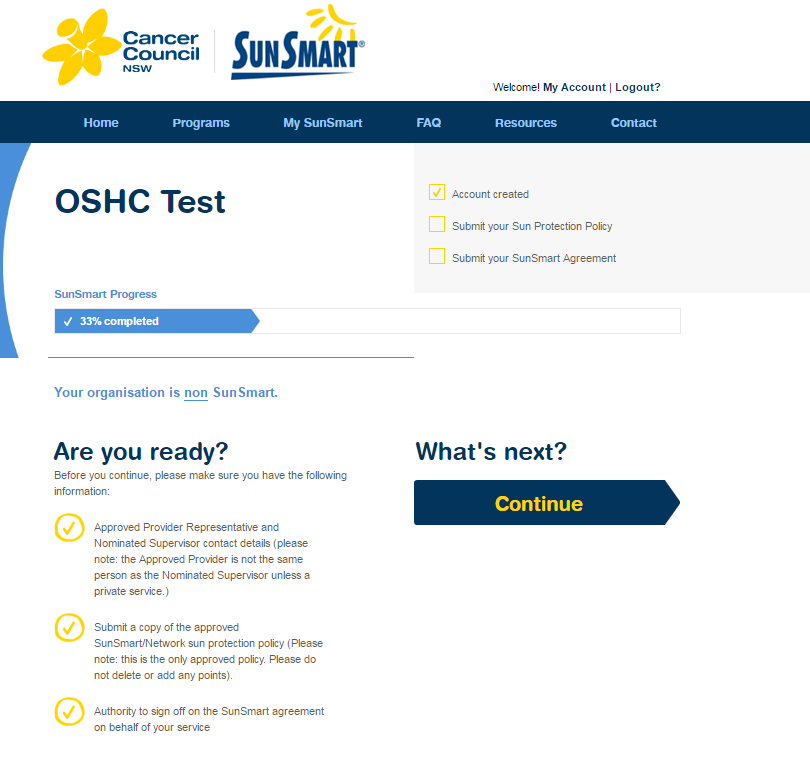 Cancer
Council
NSW
SUNSMART®
Welcome! My Account | Logout?
Home Programs My SunSmart FAQ Resources Contact
OSHC Test
Account created
Submit your Sun Protection Policy
Submit your SunSmart Agreement
SunSmart Progress
33% completed
Your organisation is non SunSmart.
Are you ready?
Before you continue, please make sure you have the following
information:
Approved Provider Representative and
Nominated Supervisor contact details (please
note: the Approved Provider is not the same
person as the Nominated Supervisor unless a
private service.)
Submit a copy of the approved
SunSmart/Network sun protection policy (Please
note: this is the only approved policy. Please do
not delete or add any points).
Authority to sign off on the SunSmart agreement
on behalf of your service
What's next?
Continue